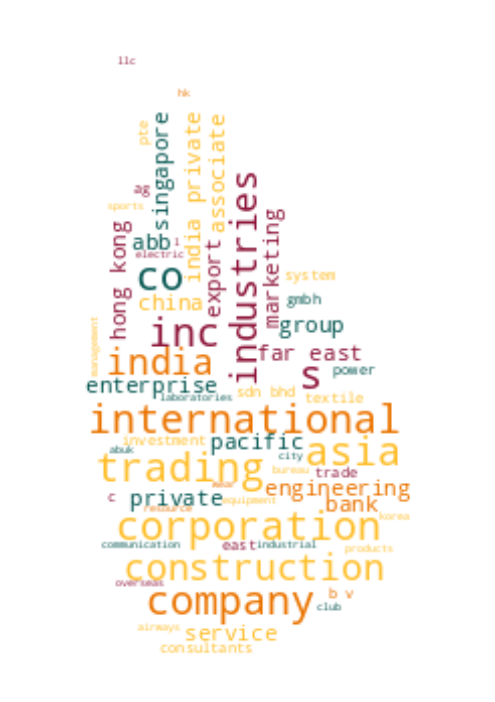 llc
hk
pte
singapore
india private
associate
ag
sports
industries
marketing
hong kong
abb
l
electric
export
co
system
china
gmbh
inc
group
management
india
far east
s
power
enterprise
laboratories
sdn bhd
textile
international
investment
pacific
asia
abuk
city
trading
bureau
trade
wear
engineering
c
private
equipment
bank
resource
corporation
korea
communication
east
industrial
products
construction
overseas
company
b v
club
airways
service
consultants